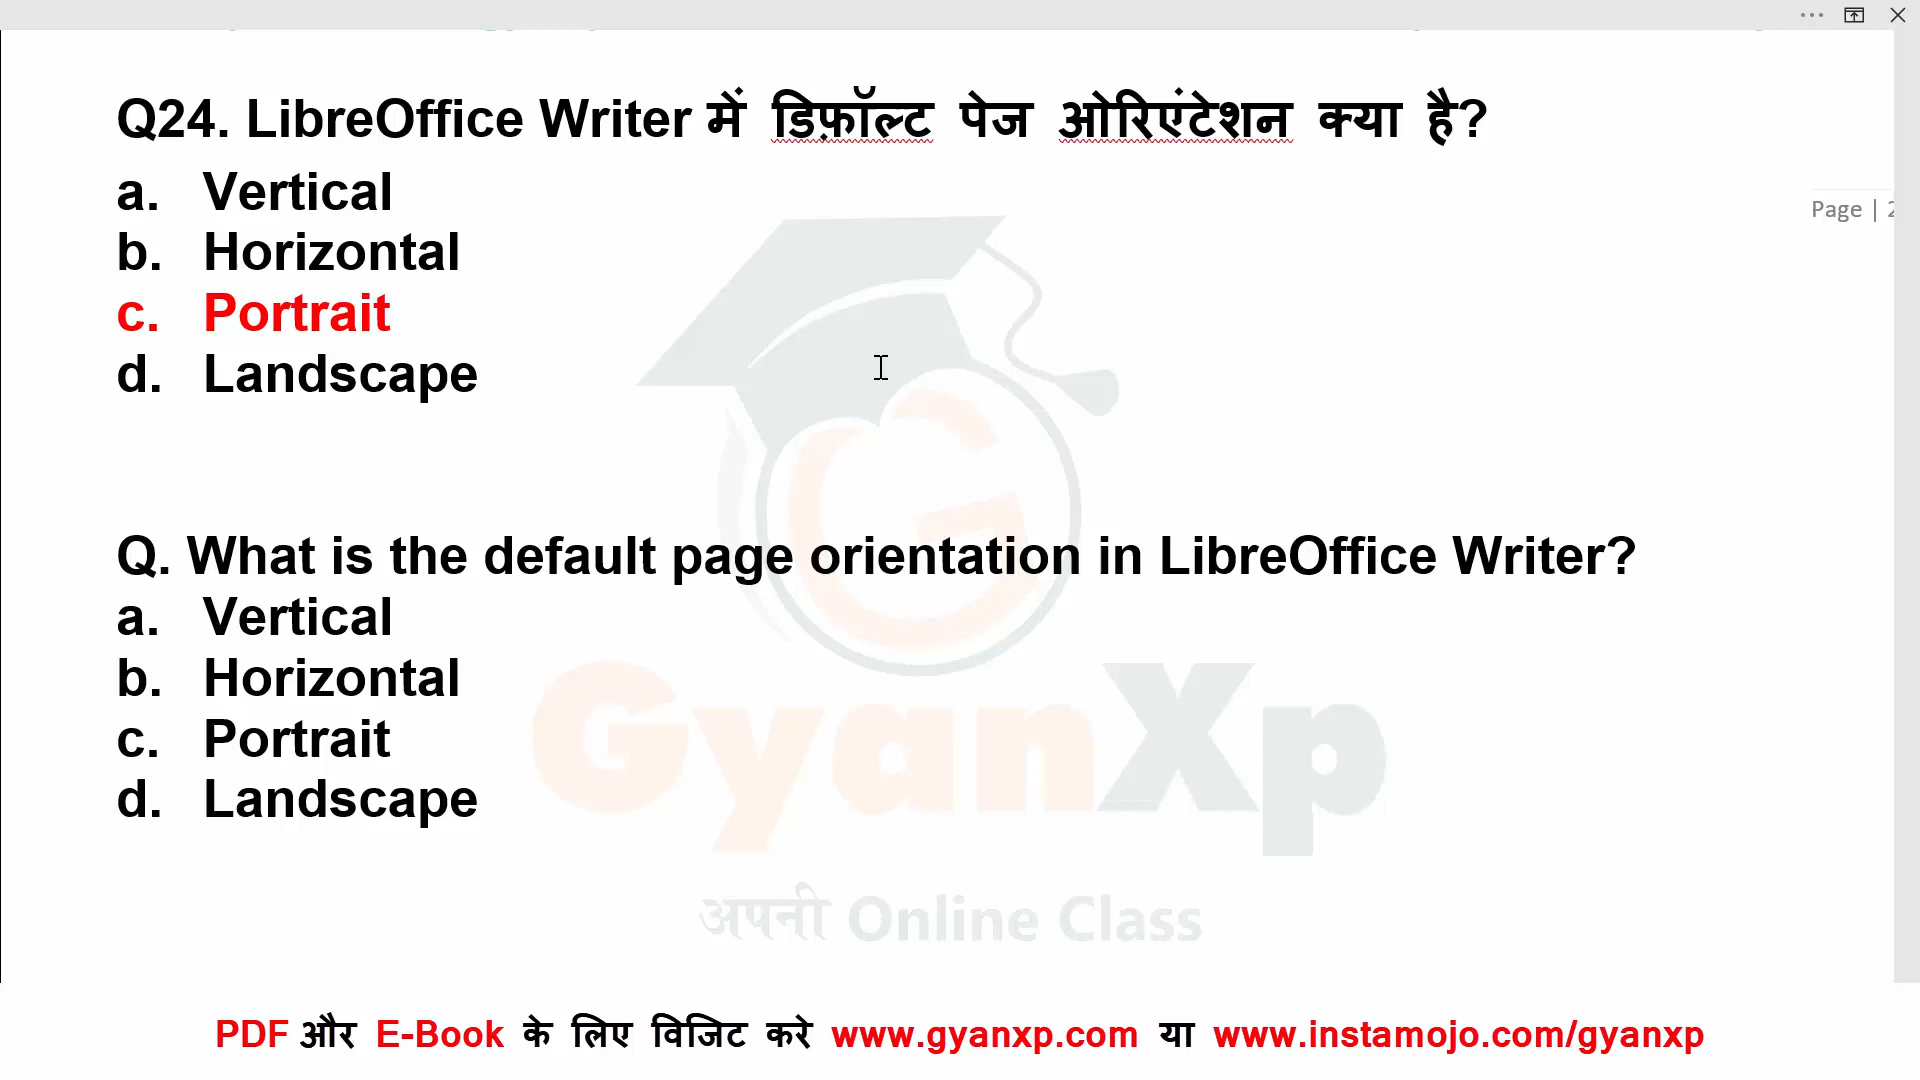 Q24. LibreOffice Writer में डिफ़ॉल्ट पेज ओरिएंटेशन क्या है?
a. Vertical
b. Horizontal
c. Portrait
d. Landscape
Page | 2
Q. What is the default page orientation in LibreOffice Writer?
a. Vertical
b. Horizontal
c. Portrait
d. Landscape
GyanXp
अपनी Online Class
PDF और E-Book के लिए विजिट करे www.gyanxp.com या www.instamojo.com/gyanxp